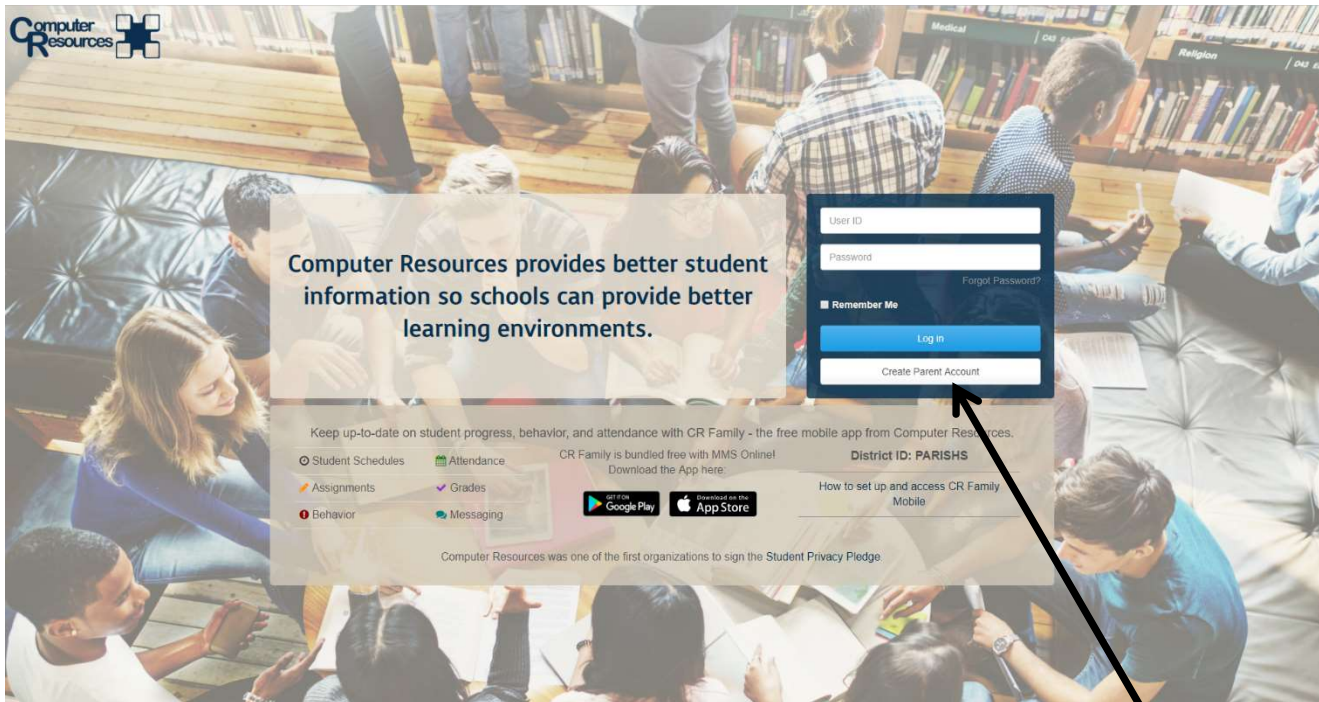 Computer
Resources
Medical
Religion
User ID
Password
Forgot Password?
Remember Me
Log in
Create Parent Account
Computer Resources provides better student
information so schools can provide better
learning environments.
Keep up-to-date on student progress, behavior, and attendance with CR Family - the free mobile app from Computer Resources.
Student Schedules
Attendance
Assignments
Grades
Behavior
Messaging
CR Family is bundled free with MMS Online!
Download the App here:
GET IT ON
Google Play
Download on the
App Store
District ID: PARISHS
How to set up and access CR Family
Mobile
Computer Resources was one of the first organizations to sign the Student Privacy Pledge.